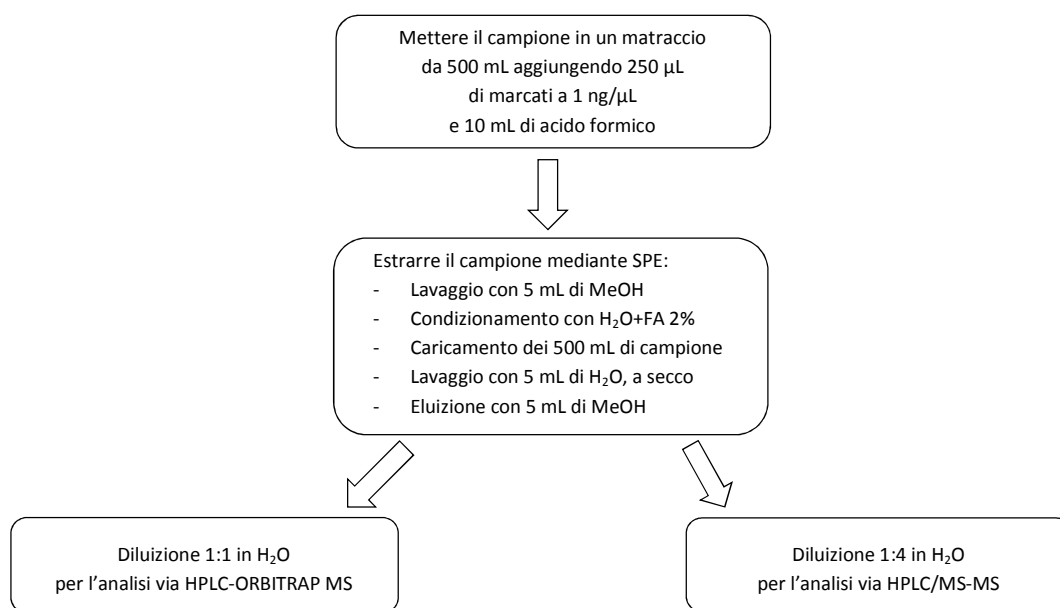 Mettere il campione in un matraccio
da 500 mL aggiungendo 250 µL
di marcati a 1 ng/µL
e 10 mL di acido formico
Estrarre il campione mediante SPE:
- Lavaggio con 5 mL di MeOH
- Condizionamento con H₂O+FA 2%
- Caricamento dei 500 mL di campione
- Lavaggio con 5 mL di H₂O, a secco
- Eluizione con 5 mL di MeOH
Diluizione 1:1 in H₂O
per l’analisi via HPLC-ORBITRAP MS
Diluizione 1:4 in H₂O
per l’analisi via HPLC/MS-MS